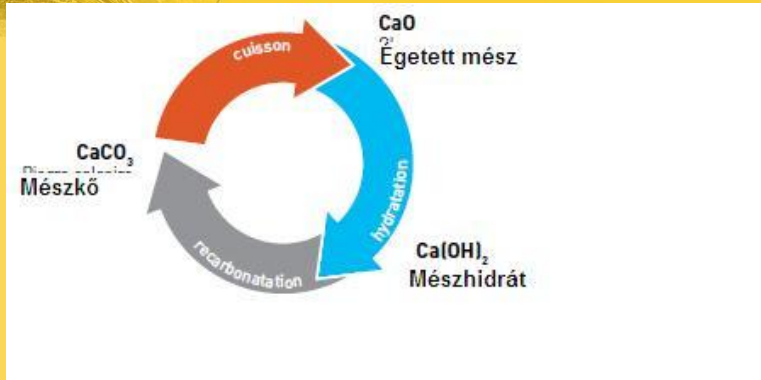 cuisson
CaO
Égetett mész
CaCO₃
Mészkő
hydratation
Ca(OH)₂
Mészhidrát
recarbonatation